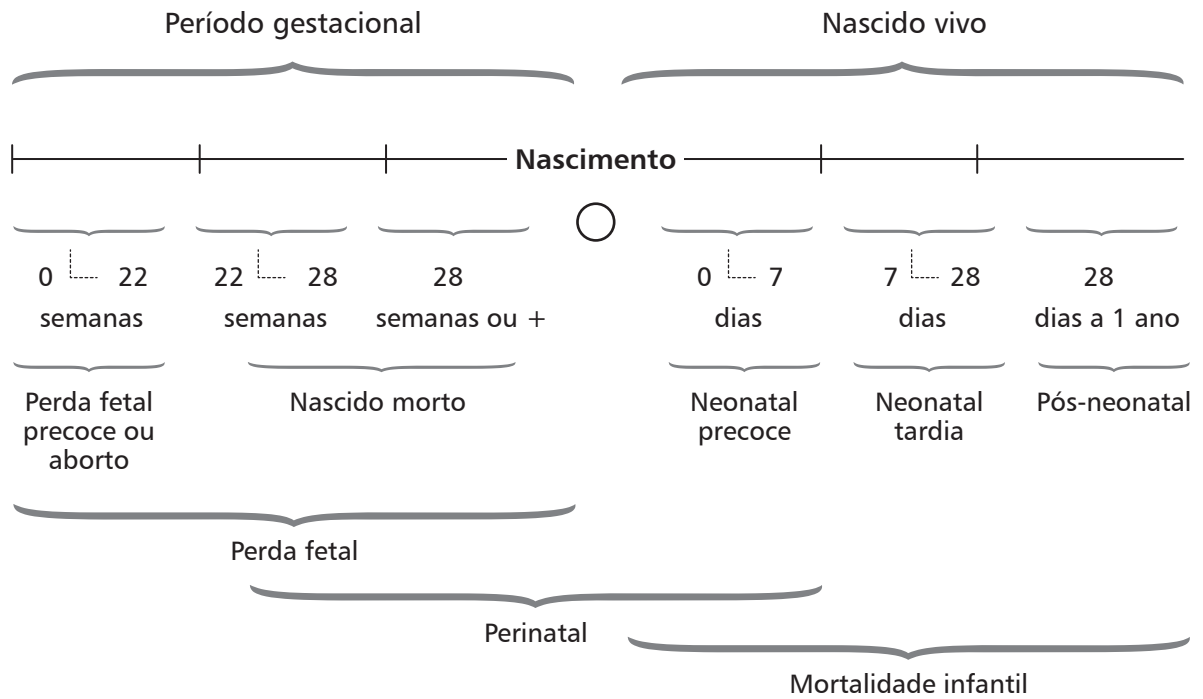 Período gestacional
Nascido vivo
Nascimento
0 22
22 28
28
0 7
7 28
28
semanas
semanas
semanas ou +
dias
dias
dias a 1 ano
Perda fetal
precoce ou
aborto
Nascido morto
Neonatal
precoce
Neonatal
tardia
Pós-neonatal
Perda fetal
Perinatal
Mortalidade infantil